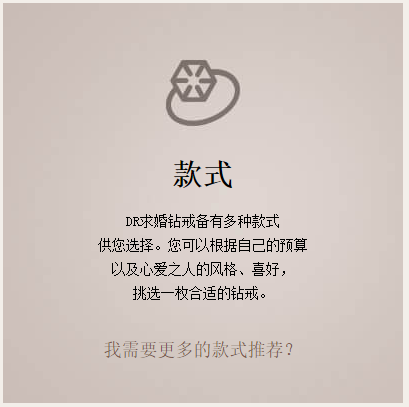 款式
DR求婚钻戒备有多种款式
供您选择。您可以根据自己的预算
以及心爱之人的风格、喜好，
挑选一枚合适的钻戒。
我需要更多的款式推荐？